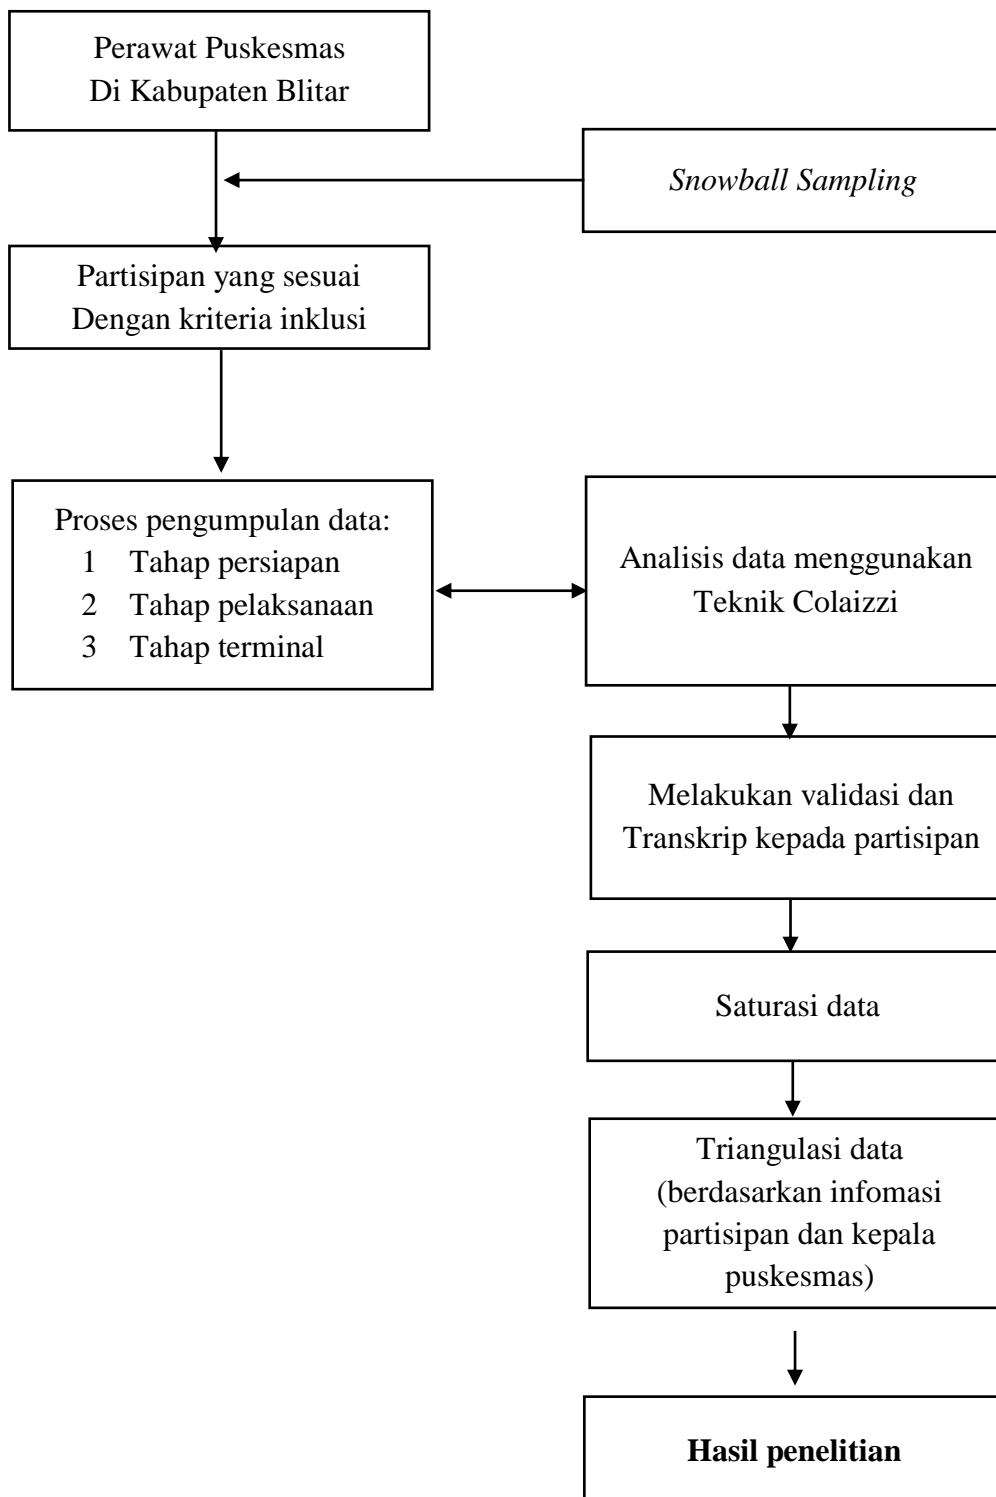 Perawat Puskesmas
Di Kabupaten Blitar
Snowball Sampling
Partisipan yang sesuai
Dengan kriteria inklusi
Proses pengumpulan data:
1 Tahap persiapan
2 Tahap pelaksanaan
3 Tahap terminal
Analisis data menggunakan
Teknik Colaizzi
Melakukan validasi dan
Transkrip kepada partisipan
Saturasi data
Triangulasi data
(berdasarkan infomasi
partisipan dan kepala
puskesmas)
Hasil penelitian